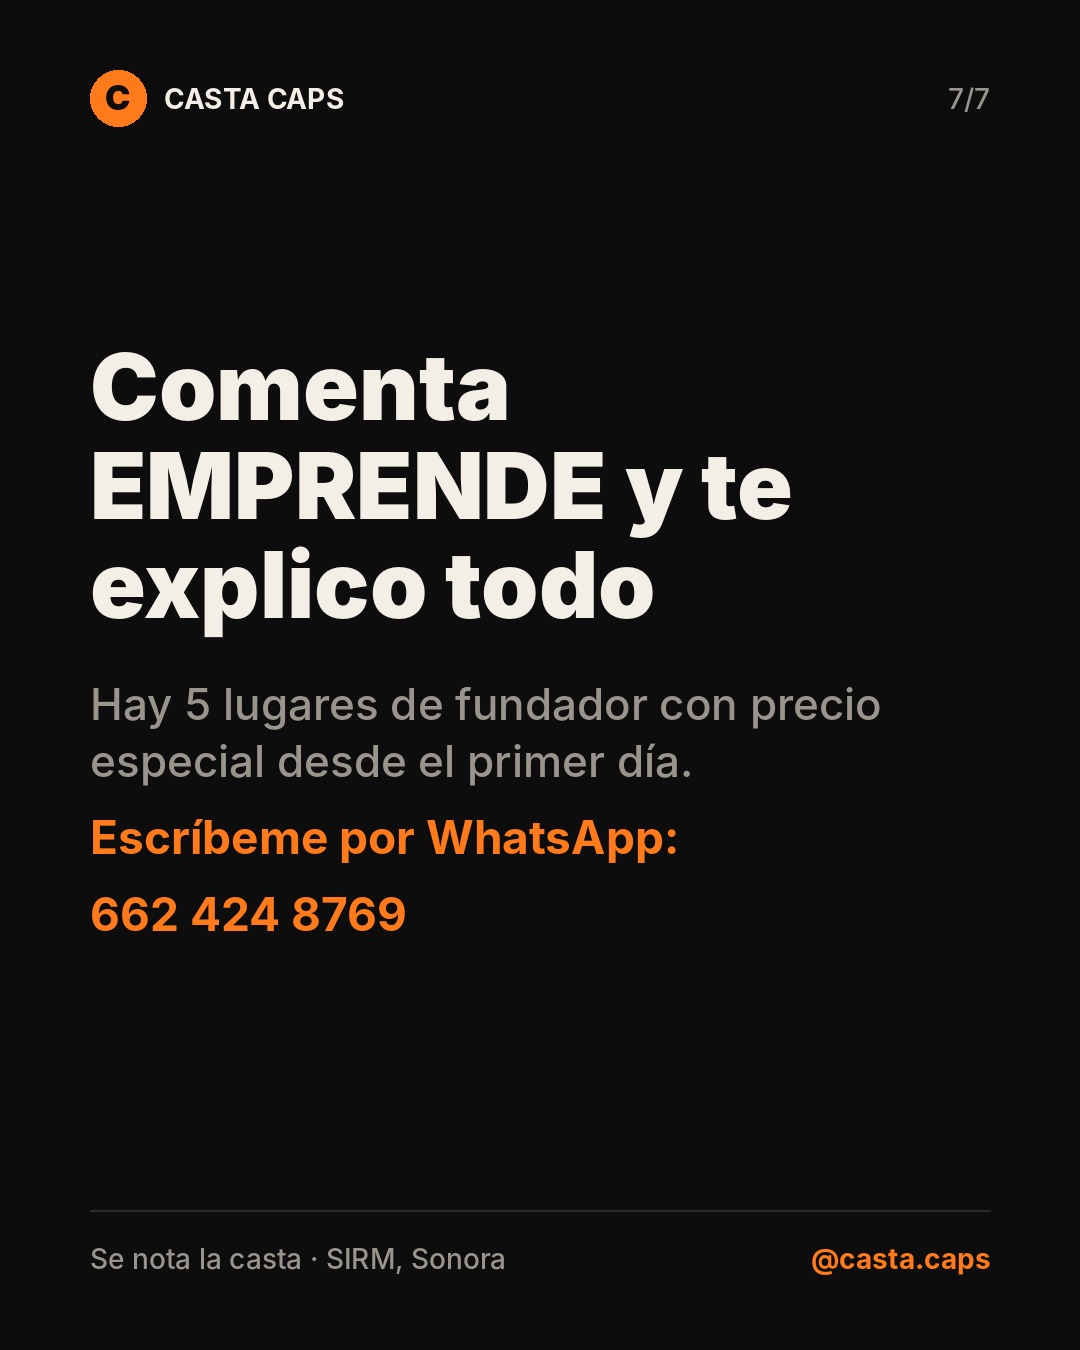 C CASTA CAPS 7/7
Comenta
EMPRENDE y te
explico todo
Hay 5 lugares de fundador con precio
especial desde el primer día.
Escríbeme por WhatsApp:
662 424 8769
Se nota la casta · SIRM, Sonora @casta.caps